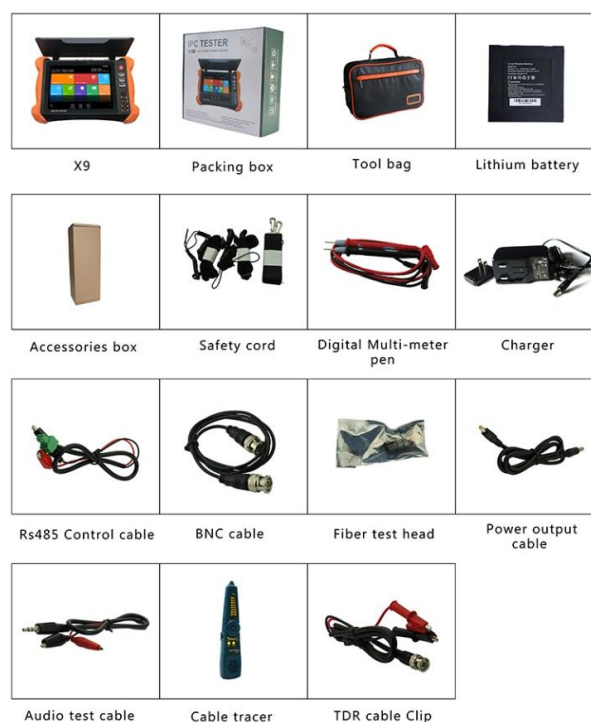 IPC TESTER
X9
Packing box
Tool bag
Lithium battery
Accessories box
Safety cord
Digital Multi-meter
pen
Charger
Rs485 Control cable
BNC cable
Fiber test head
Power output
cable
Audio test cable
Cable tracer
TDR cable Clip